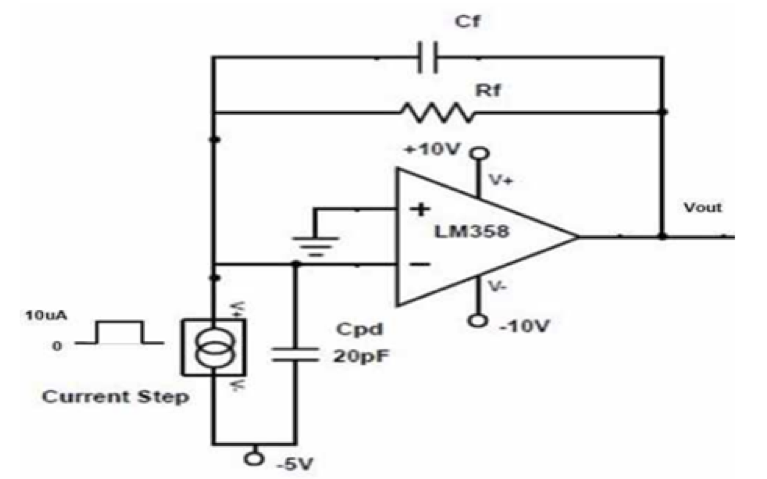 Cf
Rf
+10V
V+
+
LM358
Vout
−
V-
-10V
10uA
0
V+
Cpd
20pF
V-
Current Step
-5V